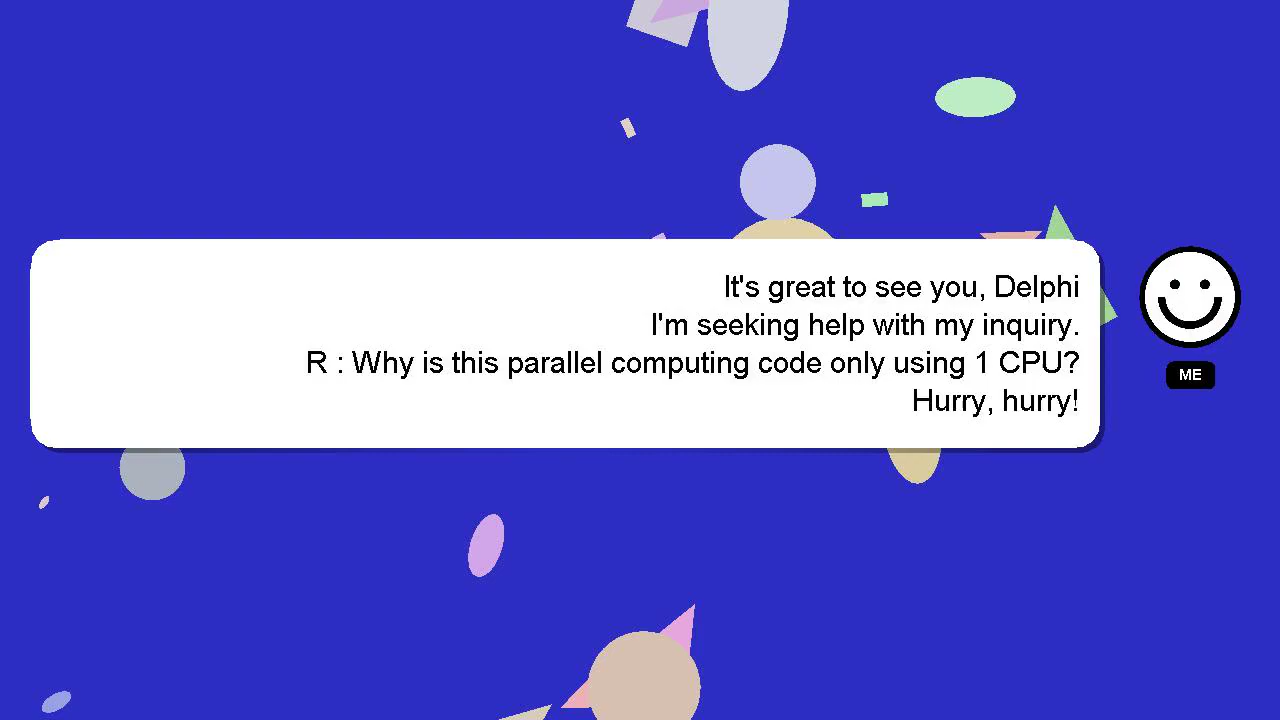 It's great to see you, Delphi
I'm seeking help with my inquiry.
R : Why is this parallel computing code only using 1 CPU?
Hurry, hurry!
ME